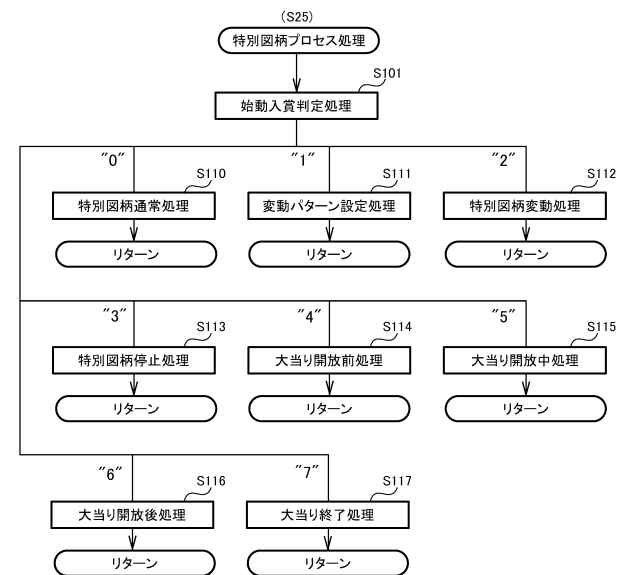 (S25)
特別図柄プロセス処理
S101
始動入賞判定処理
"0" "1" "2"
S110 S111 S112
特別図柄通常処理 変動パターン設定処理 特別図柄変動処理
リターン リターン リターン
"3" "4" "5"
S113 S114 S115
特別図柄停止処理 大当り開放前処理 大当り開放中処理
リターン リターン リターン
"6" "7"
S116 S117
大当り開放後処理 大当り終了処理
リターン リターン